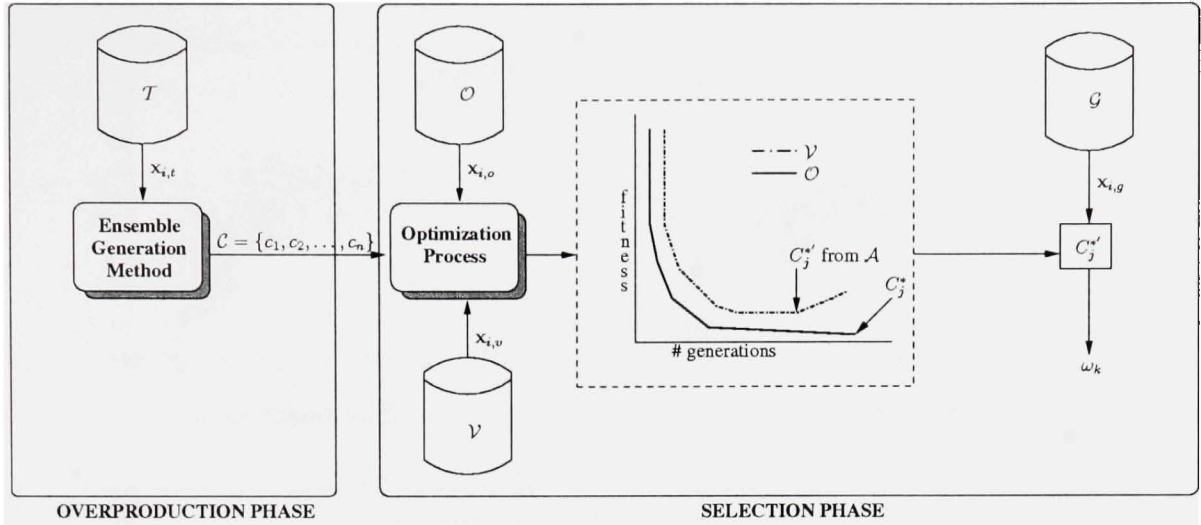 𝒯
x_{i,t}
Ensemble
Generation
Method
𝒞 = {c_1, c_2, ..., c_n}
𝒪
x_{i,o}
Optimization
Process
x_{i,v}
𝒱
fitness
𝒱
𝒪
C_j^{*'} from 𝒜
C_j^*
# generations
𝒢
x_{i,g}
C_j^{*'}
ω_k
OVERPRODUCTION PHASE
SELECTION PHASE